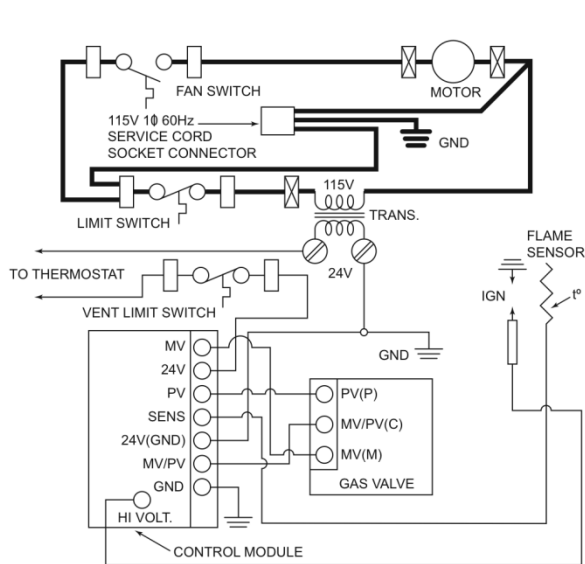 FAN SWITCH
MOTOR
115V 1ϕ 60Hz
SERVICE CORD
SOCKET CONNECTOR
GND
115V
LIMIT SWITCH
TRANS.
24V
TO THERMOSTAT
VENT LIMIT SWITCH
FLAME
SENSOR
IGN
tº
GND
MV
24V
PV
SENS
24V(GND)
MV/PV
GND
HI VOLT.
PV(P)
MV/PV(C)
MV(M)
GAS VALVE
CONTROL MODULE